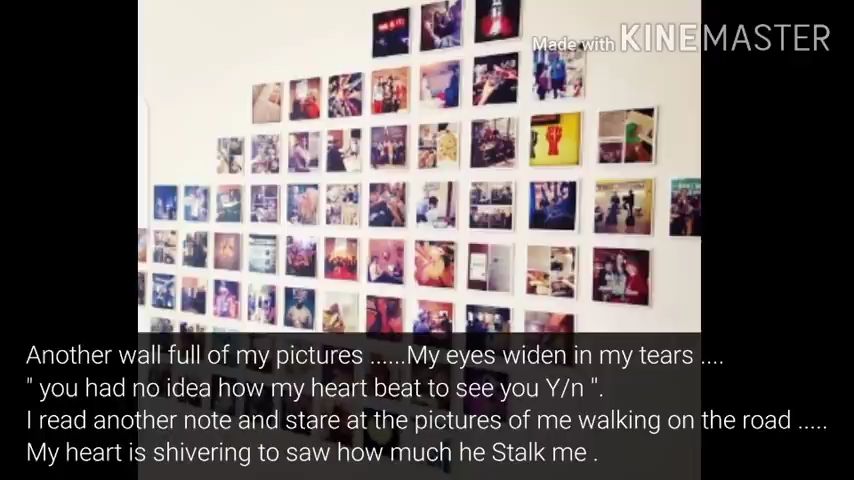 Made with KINEMASTER
Another wall full of my pictures ......My eyes widen in my tears ....
" you had no idea how my heart beat to see you Y/n ".
I read another note and stare at the pictures of me walking on the road .....
My heart is shivering to saw how much he Stalk me .